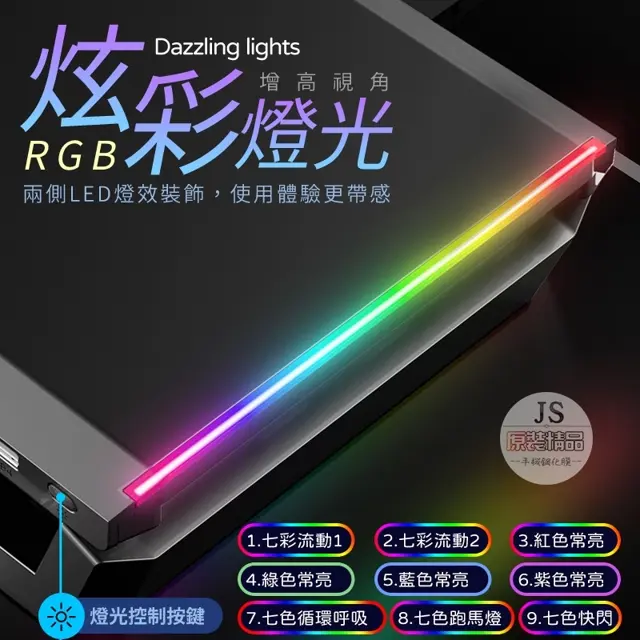 Dazzling lights
炫彩燈光
增高視角
RGB
兩側LED燈效裝飾，使用體驗更帶感
JS
原裝精品
1.七彩流動1
2.七彩流動2
3.紅色常亮
4.綠色常亮
5.藍色常亮
6.紫色常亮
7.七色循環呼吸
8.七色跑馬燈
9.七色快閃
燈光控制按鍵